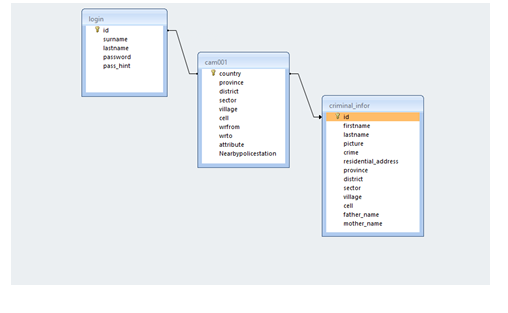 login
id
surname
lastname
password
pass_hint
cam001
country
province
district
sector
village
cell
wrfrom
wrto
attribute
Nearbypolicestation
criminal_infor
id
firstname
lastname
picture
crime
residential_address
province
district
sector
village
cell
father_name
mother_name